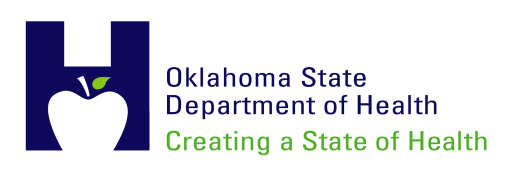 Oklahoma State
Department of Health
Creating a State of Health